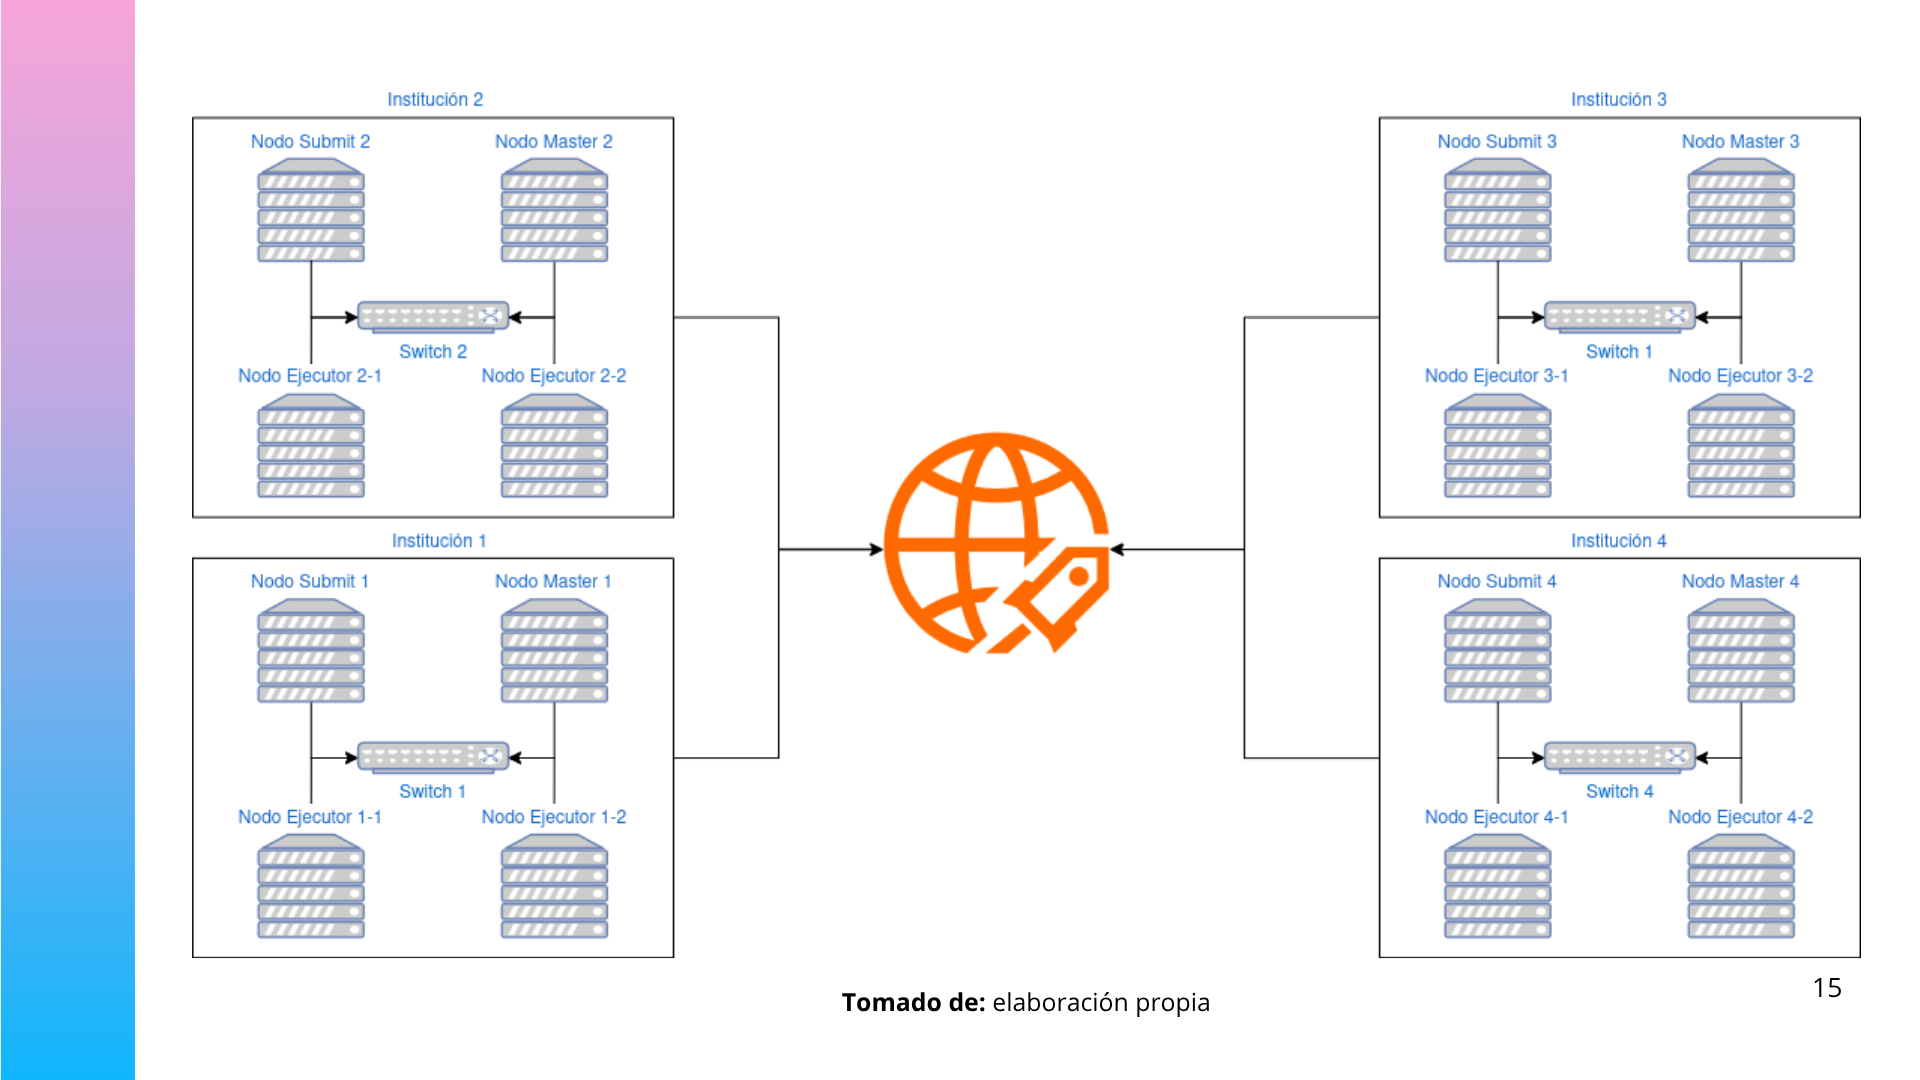 Institución 2
Nodo Submit 2
Nodo Master 2
Switch 2
Nodo Ejecutor 2-1
Nodo Ejecutor 2-2
Institución 1
Nodo Submit 1
Nodo Master 1
Switch 1
Nodo Ejecutor 1-1
Nodo Ejecutor 1-2
Institución 3
Nodo Submit 3
Nodo Master 3
Switch 1
Nodo Ejecutor 3-1
Nodo Ejecutor 3-2
Institución 4
Nodo Submit 4
Nodo Master 4
Switch 4
Nodo Ejecutor 4-1
Nodo Ejecutor 4-2
Tomado de: elaboración propia
15